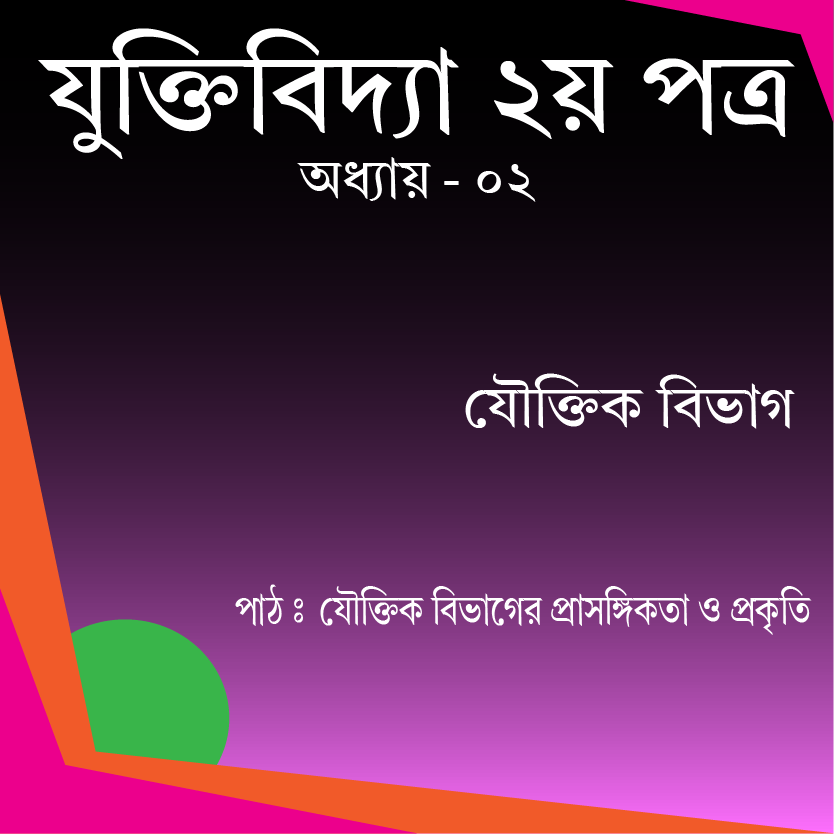 যুক্তিবিদ্যা ২য় পত্র
অধ্যায় - ০২
যৌক্তিক বিভাগ
পাঠ ঃ যৌক্তিক বিভাগের প্রাসঙ্গিকতা ও প্রকৃতি